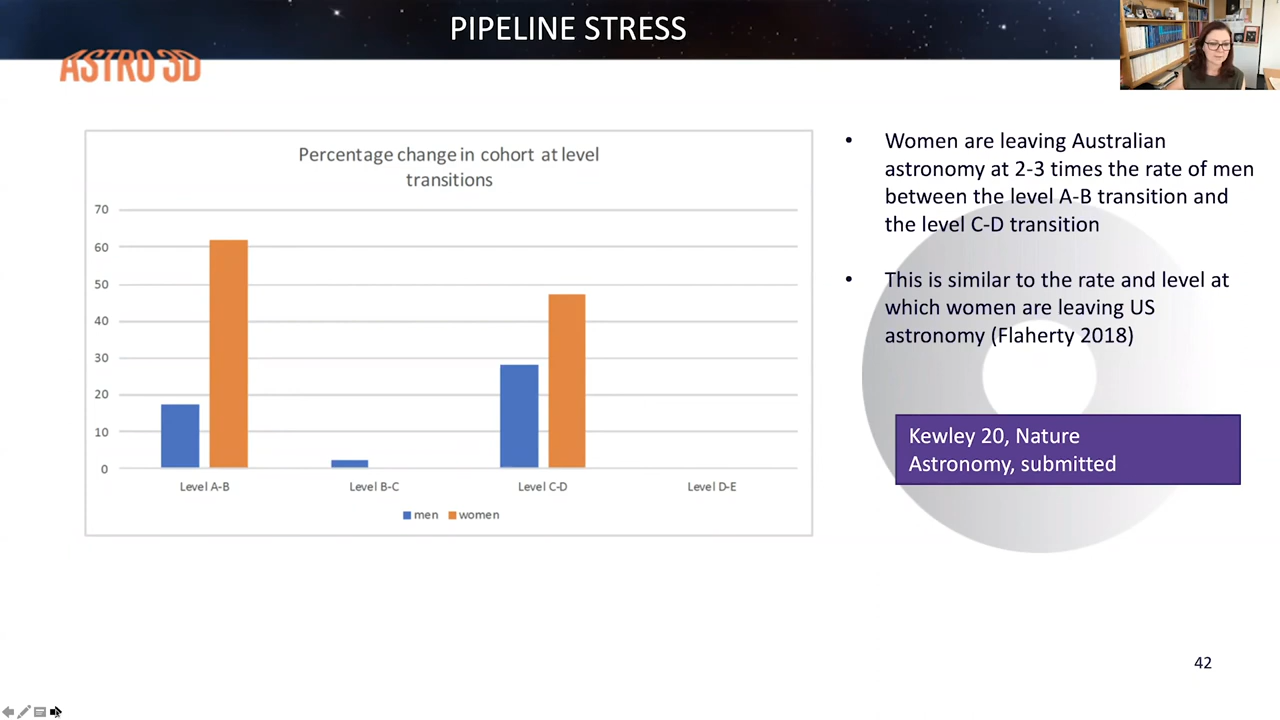 PIPELINE STRESS
ASTRO 3D
Percentage change in cohort at level
transitions
70
60
50
40
30
20
10
0
Level A-B
Level B-C
Level C-D
Level D-E
men
women
• Women are leaving Australian
astronomy at 2-3 times the rate of men
between the level A-B transition and
the level C-D transition
• This is similar to the rate and level at
which women are leaving US
astronomy (Flaherty 2018)
Kewley 20, Nature
Astronomy, submitted
42